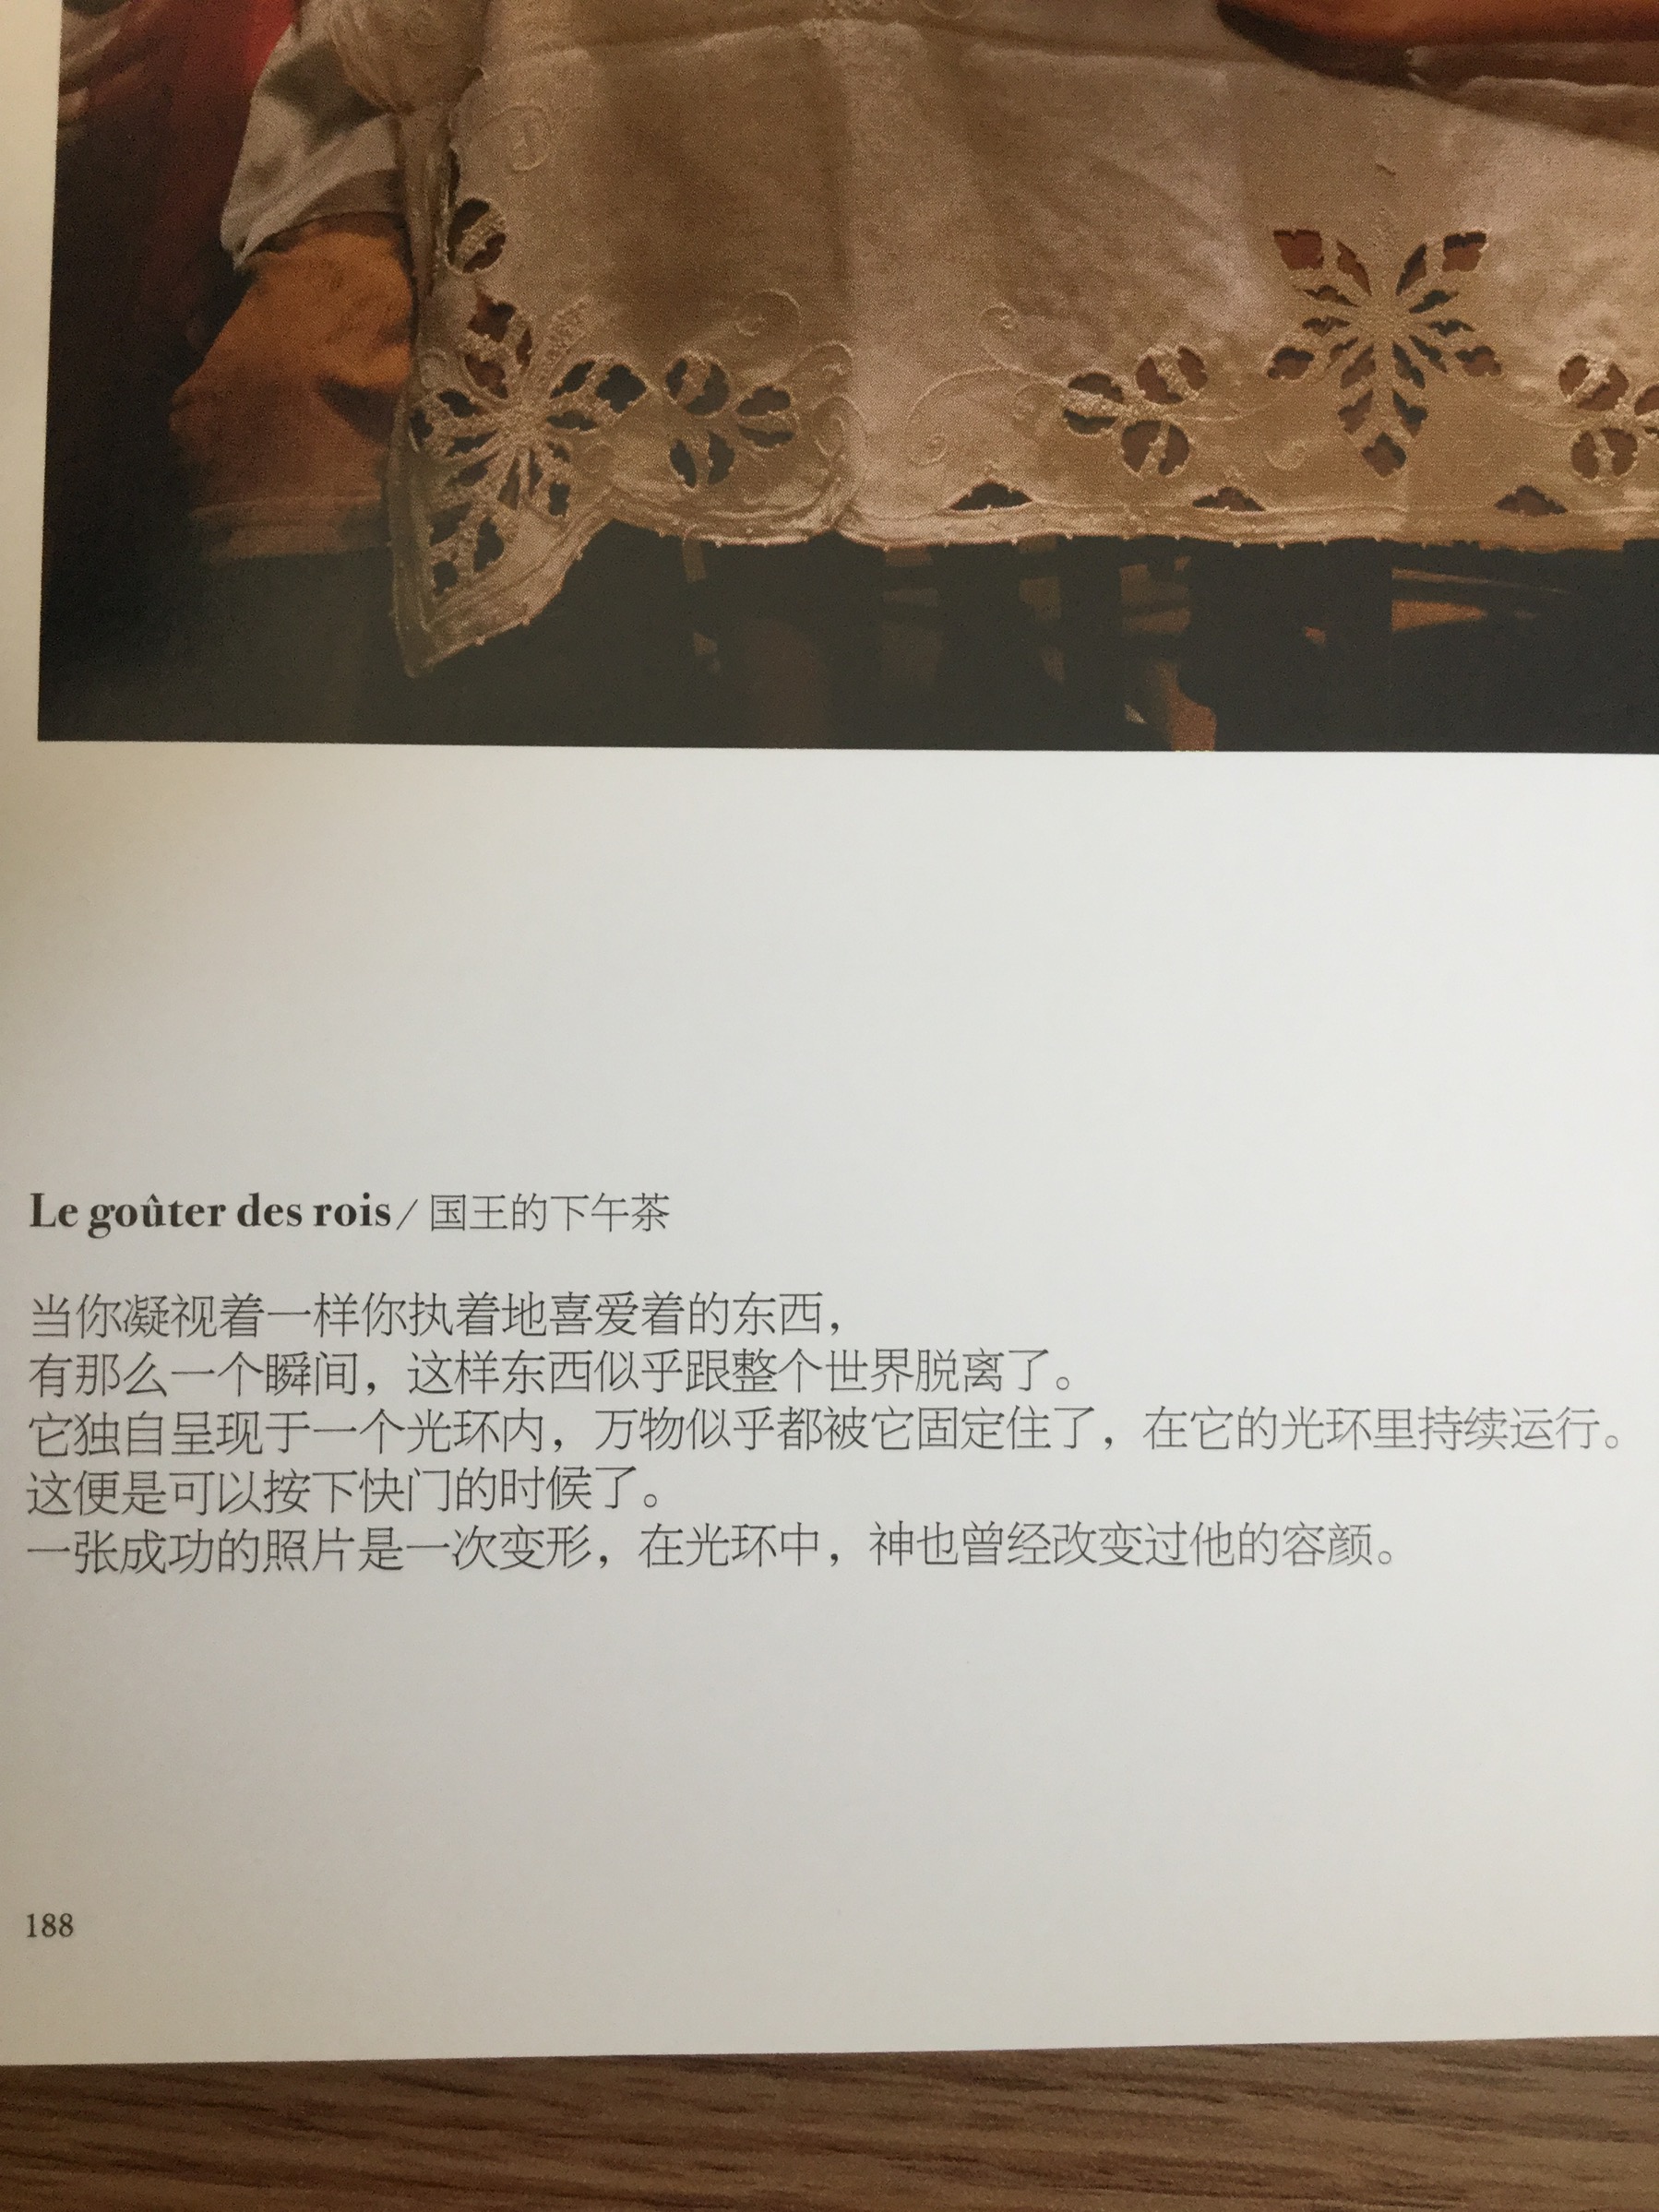 Le goûter des rois / 国王的下午茶
当你凝视着一样你执着地喜爱着的东西，
有那么一个瞬间，这样东西似乎跟整个世界脱离了。
它独自呈现于一个光环内，万物似乎都被它固定住了，在它的光环里持续运行。
这便是可以按下快门的时候了。
一张成功的照片是一次变形，在光环中，神也曾经改变过他的容颜。
188